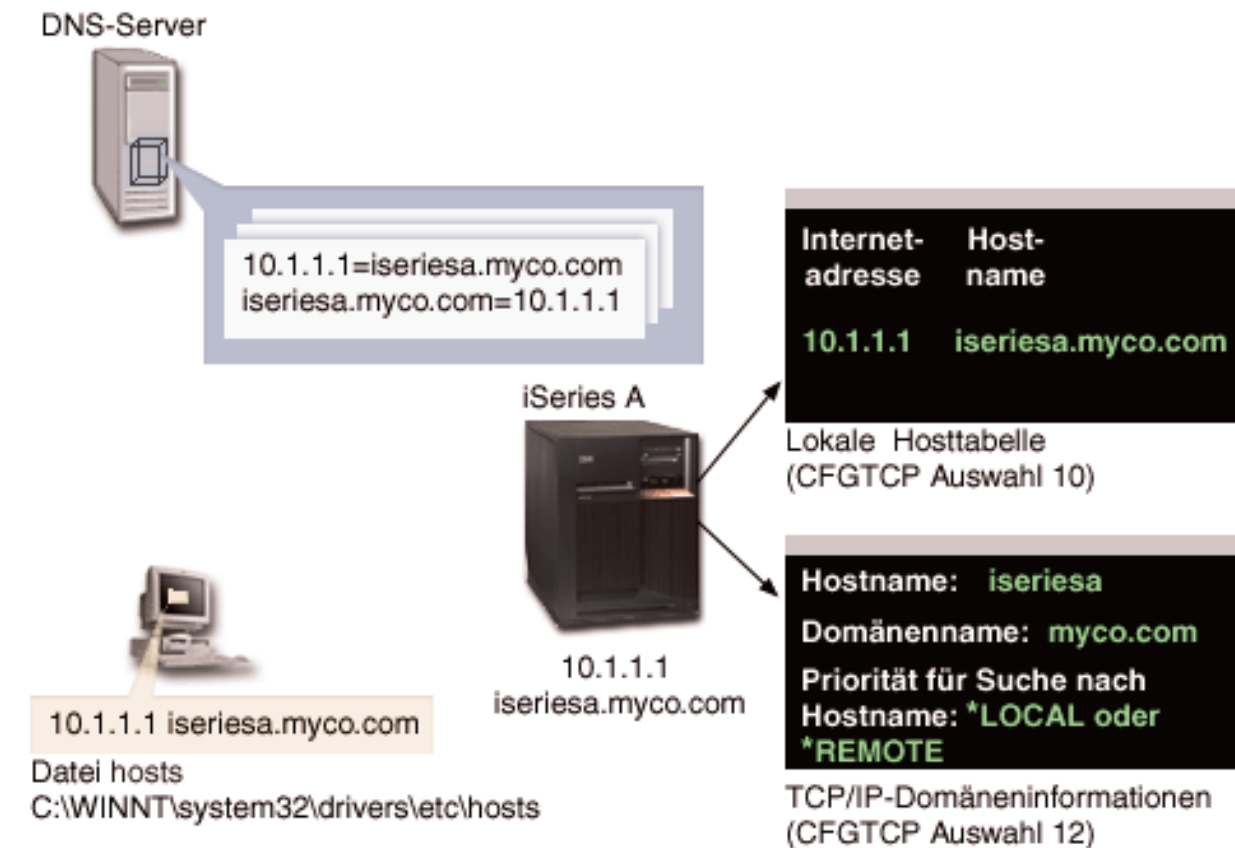 DNS-Server
10.1.1.1=iseriesa.myco.com
iseriesa.myco.com=10.1.1.1
Internet- Host-
adresse name
10.1.1.1 iseriesa.myco.com
Lokale Hosttabelle
(CFGTCP Auswahl 10)
iSeries A
10.1.1.1
iseriesa.myco.com
Hostname: iseriesa
Domänenname: myco.com
Priorität für Suche nach
Hostname: *LOCAL oder
*REMOTE
TCP/IP-Domäneninformationen
(CFGTCP Auswahl 12)
10.1.1.1 iseriesa.myco.com
Datei hosts
C:\WINNT\system32\drivers\etc\hosts